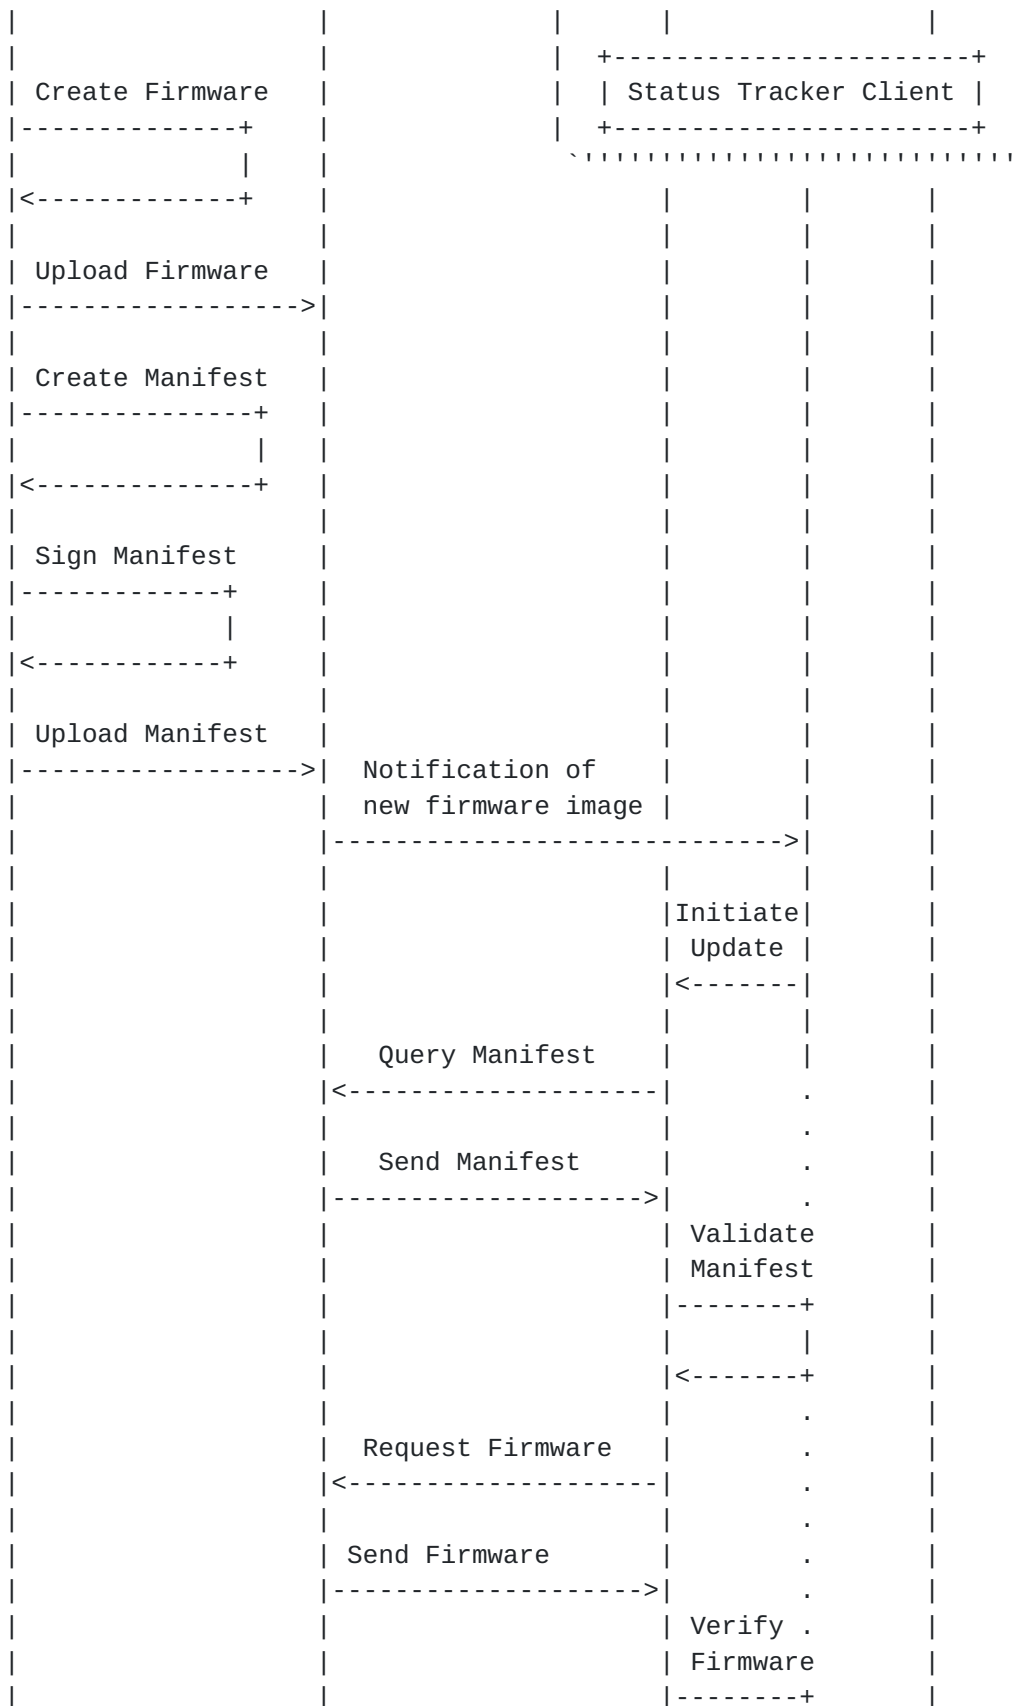 |                   |              |      |                |
|                   |              |  +-----------------------+
| Create Firmware   |              |  | Status Tracker Client |
|--------------+    |              |  +-----------------------+
|              |    |               `''''''''''''''''''''''''''''
|<-------------+    |                     |        |       |
|                   |                     |        |       |
| Upload Firmware   |                     |        |       |
|------------------>|                     |        |       |
|                   |                     |        |       |
| Create Manifest   |                     |        |       |
|---------------+   |                     |        |       |
|               |   |                     |        |       |
|<--------------+   |                     |        |       |
|                   |                     |        |       |
| Sign Manifest     |                     |        |       |
|-------------+     |                     |        |       |
|             |     |                     |        |       |
|<------------+     |                     |        |       |
|                   |                     |        |       |
| Upload Manifest   |                     |        |       |
|------------------>|  Notification of    |        |       |
|                   |  new firmware image |        |       |
|                   |----------------------------->|       |
|                   |                     |        |       |
|                   |                     |Initiate|       |
|                   |                     | Update |       |
|                   |                     |<-------|       |
|                   |                     |        |       |
|                   |   Query Manifest    |        |       |
|                   |<--------------------|        .       |
|                   |                     |        .       |
|                   |   Send Manifest     |        .       |
|                   |-------------------->|        .       |
|                   |                     | Validate       |
|                   |                     | Manifest       |
|                   |                     |--------+       |
|                   |                     |        |       |
|                   |                     |<-------+       |
|                   |                     |        .       |
|                   |  Request Firmware   |        .       |
|                   |<--------------------|        .       |
|                   |                     |        .       |
|                   | Send Firmware       |        .       |
|                   |-------------------->|        .       |
|                   |                     | Verify .       |
|                   |                     | Firmware       |
|                   |                     |--------+       |